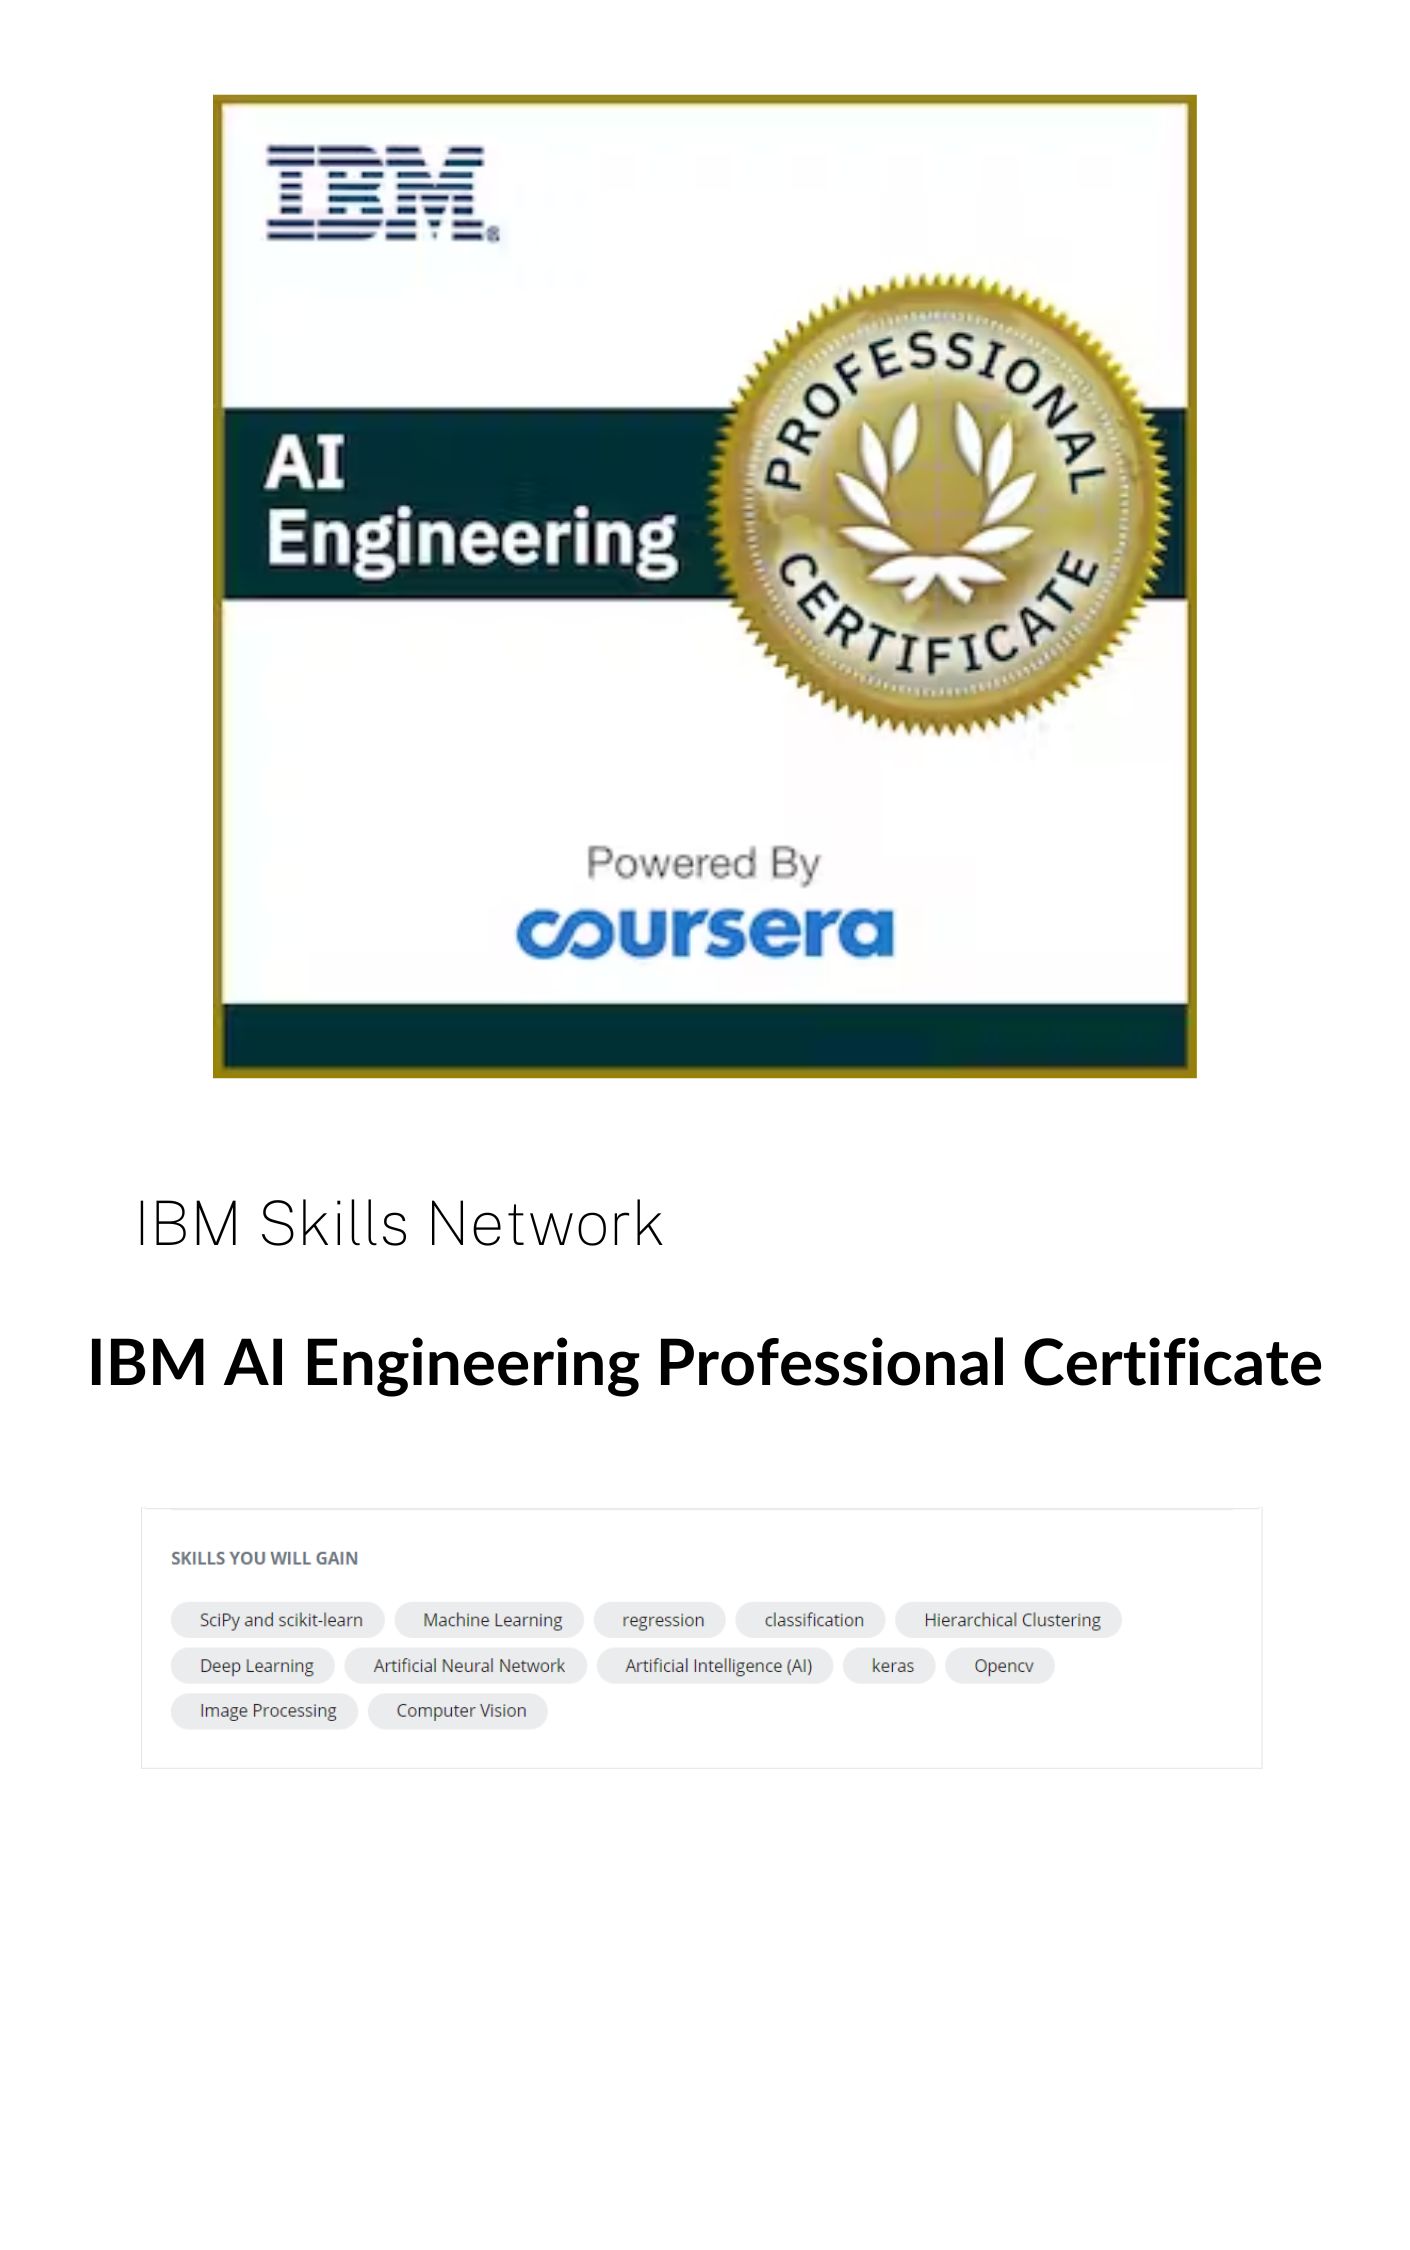 IBM®
PROFESSIONAL
AI
Engineering
CERTIFICATE
Powered By
coursera
IBM Skills Network
IBM AI Engineering Professional Certificate
SKILLS YOU WILL GAIN
SciPy and scikit-learn Machine Learning regression classification Hierarchical Clustering
Deep Learning Artificial Neural Network Artificial Intelligence (AI) keras Opencv
Image Processing Computer Vision